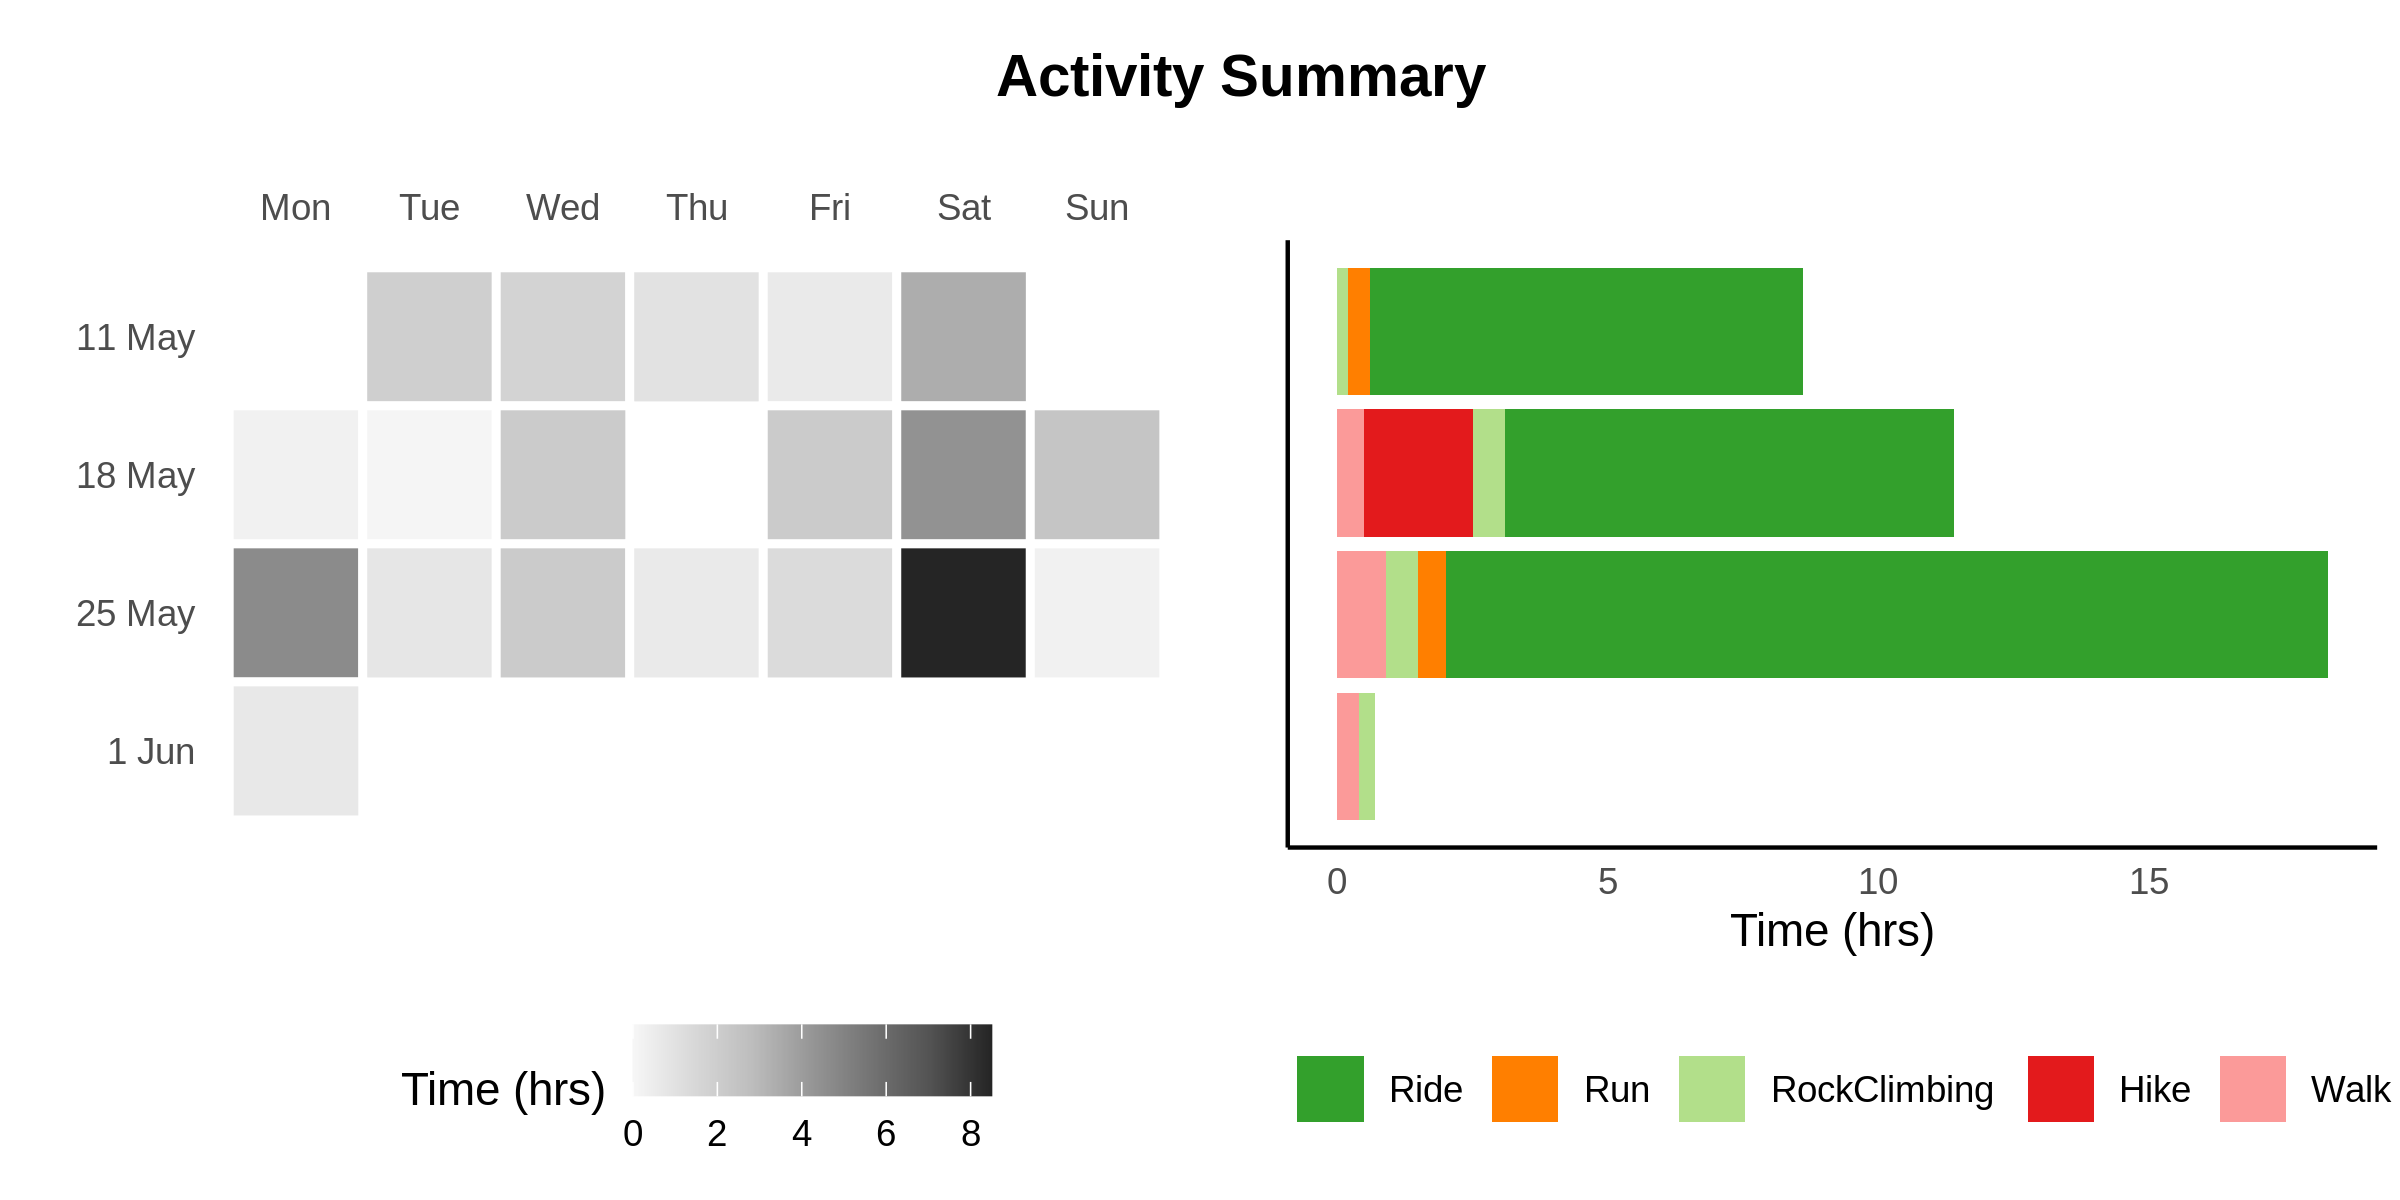 Activity Summary
Mon Tue Wed Thu Fri Sat Sun
11 May
18 May
25 May
1 Jun
0 5 10 15
Time (hrs)
Time (hrs)
0 2 4 6 8
Ride Run RockClimbing Hike Walk